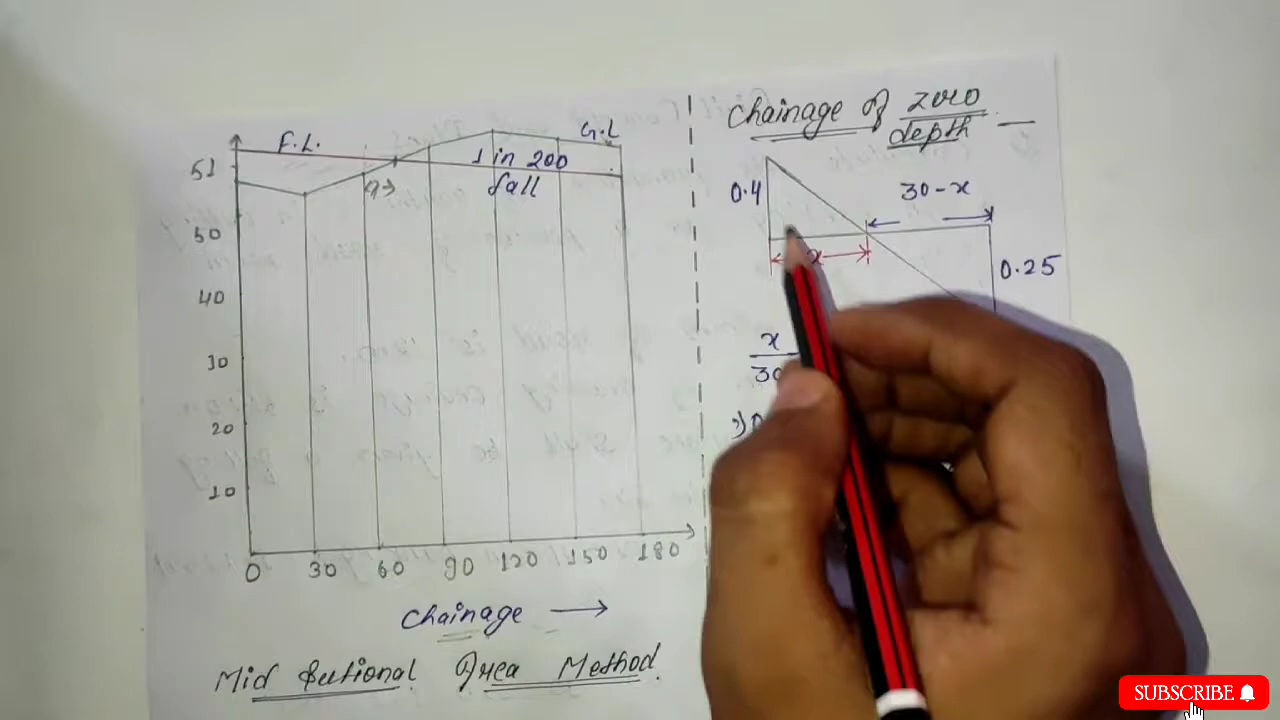 F.L.
G.L
1 in 200
fall
51
50
40
30
20
10
0 30 60 90 120 150 180
Chainage
Mid Sectional Area Method
Chainage of zero
depth
0.4
30-x
x
0.25
x
30
SUBSCRIBE